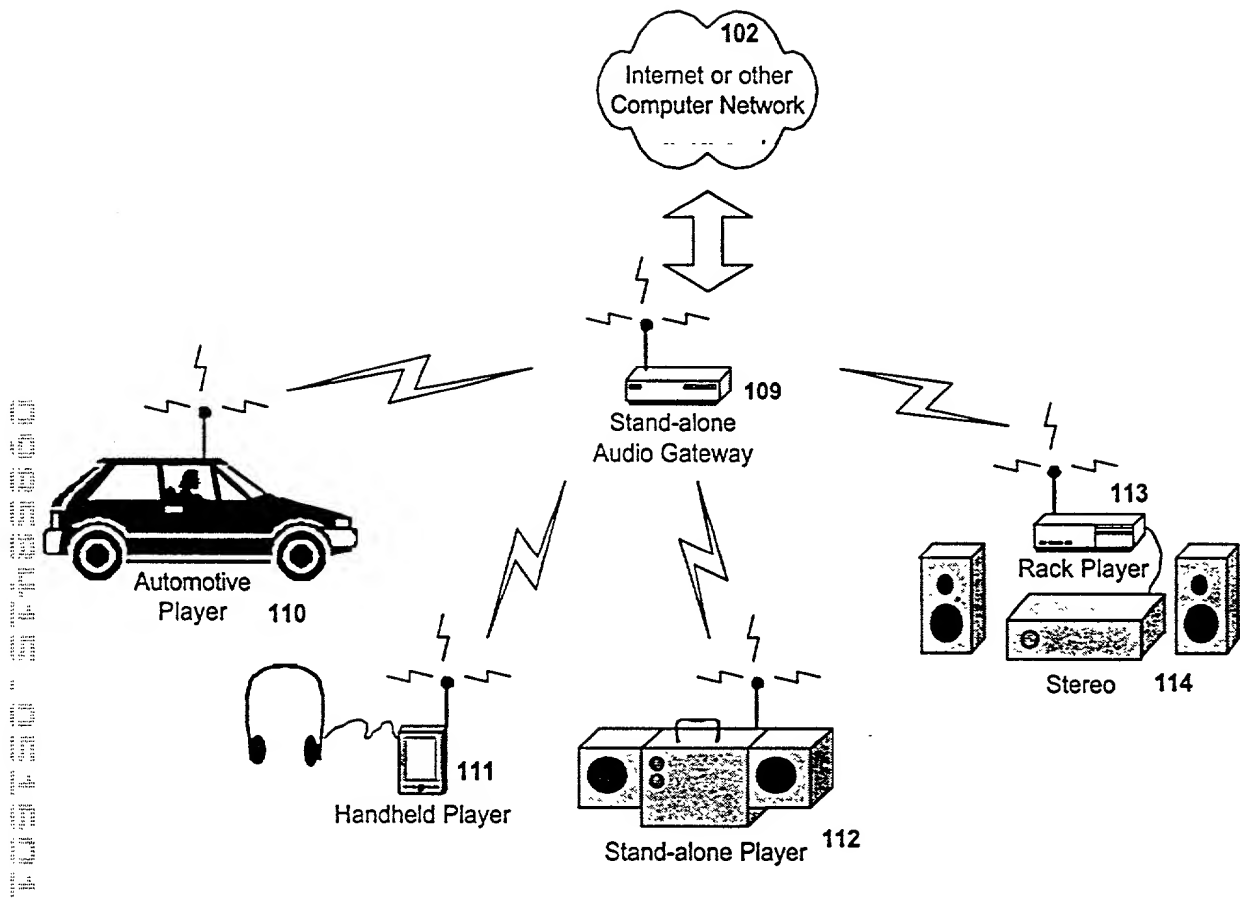 102
Internet or other
Computer Network
109
Stand-alone
Audio Gateway
113
Rack Player
Automotive
Player 110
Stereo 114
111
Handheld Player
112
Stand-alone Player